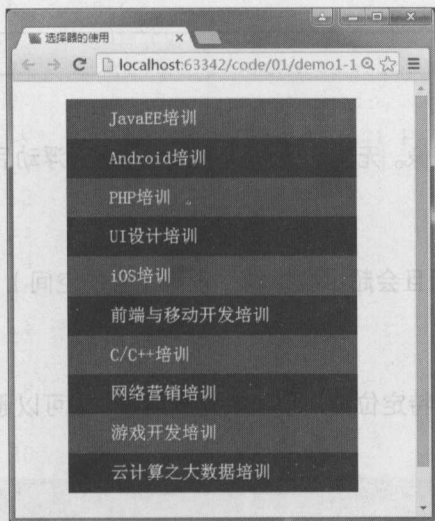 选择器的使用
localhost:63342/code/01/demo1-1
JavaEE培训
Android培训
PHP培训
UI设计培训
iOS培训
前端与移动开发培训
C/C++培训
网络营销培训
游戏开发培训
云计算之大数据培训